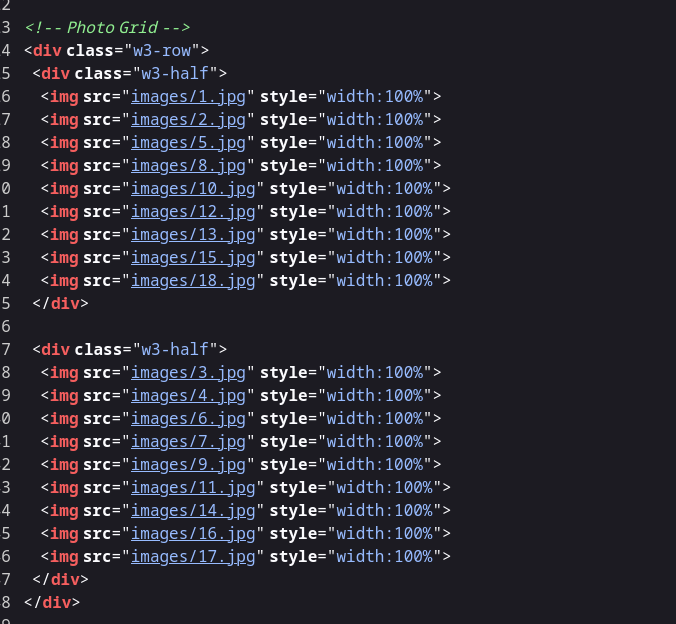 2
3 <!-- Photo Grid -->
4 <div class="w3-row">
5 <div class="w3-half">
6 <img src="images/1.jpg" style="width:100%">
7 <img src="images/2.jpg" style="width:100%">
8 <img src="images/5.jpg" style="width:100%">
9 <img src="images/8.jpg" style="width:100%">
0 <img src="images/10.jpg" style="width:100%">
1 <img src="images/12.jpg" style="width:100%">
2 <img src="images/13.jpg" style="width:100%">
3 <img src="images/15.jpg" style="width:100%">
4 <img src="images/18.jpg" style="width:100%">
5 </div>
6
7 <div class="w3-half">
8 <img src="images/3.jpg" style="width:100%">
9 <img src="images/4.jpg" style="width:100%">
0 <img src="images/6.jpg" style="width:100%">
1 <img src="images/7.jpg" style="width:100%">
2 <img src="images/9.jpg" style="width:100%">
3 <img src="images/11.jpg" style="width:100%">
4 <img src="images/14.jpg" style="width:100%">
5 <img src="images/16.jpg" style="width:100%">
6 <img src="images/17.jpg" style="width:100%">
7 </div>
8 </div>